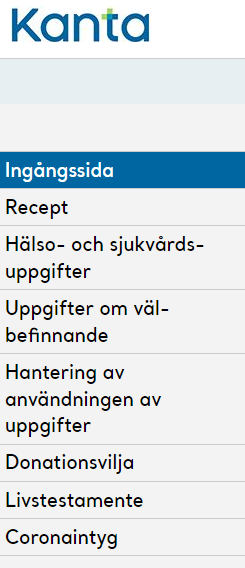 Kanta
Ingångssida
Recept
Hälso- och sjukvårds-
uppgifter
Uppgifter om väl-
befinnande
Hantering av
användningen av
uppgifter
Donationsvilja
Livstestamente
Coronaintyg